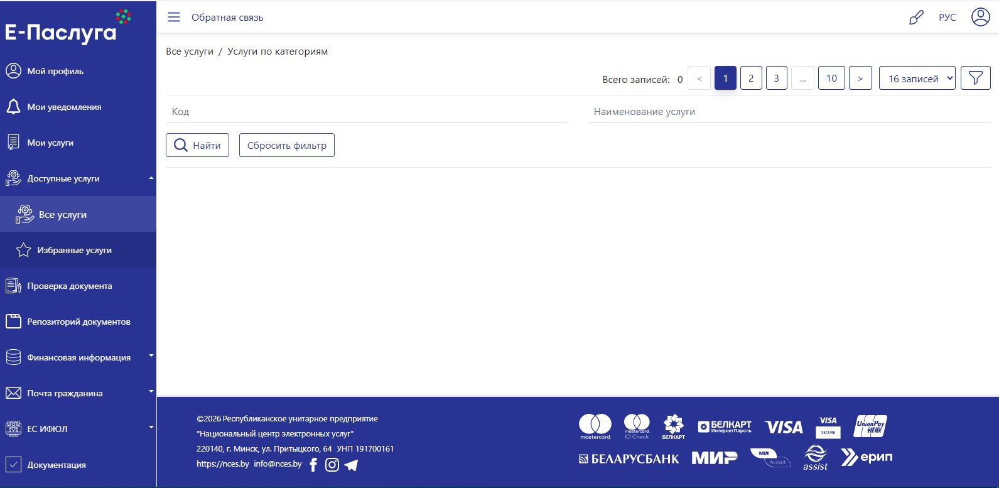 Е-Паслуга
Мой профиль
Мои уведомления
Мои услуги
Доступные услуги
Все услуги
Избранные услуги
Проверка документа
Репозиторий документов
Финансовая информация
Почта гражданина
ЕС ИФЮЛ
Документация
Обратная связь
РУС
Все услуги / Услуги по категориям
Всего записей: 0 < 1 2 3 ... 10 > 16 записей
Код
Наименование услуги
Найти
Сбросить фильтр
©2026 Республиканское унитарное предприятие
"Национальный центр электронных услуг"
220140, г. Минск, ул. Притыцкого, 64 УНП 191700161
https://nces.by info@nces.by
mastercard.
mastercard.
ID Check
БЕЛКАРТ
БЕЛКАРТ
ИнтернетПароль
VISA
VISA
SECURE
UnionPay
银联
БЕЛАРУСБАНК
МИР
MIR
Accept
assist
ерип